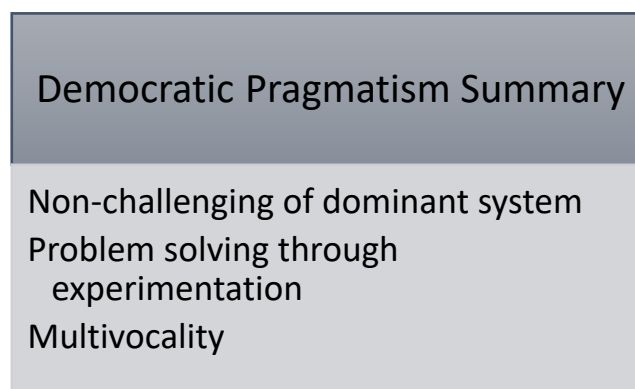 Democratic Pragmatism Summary
Non-challenging of dominant system
Problem solving through
experimentation
Multivocality